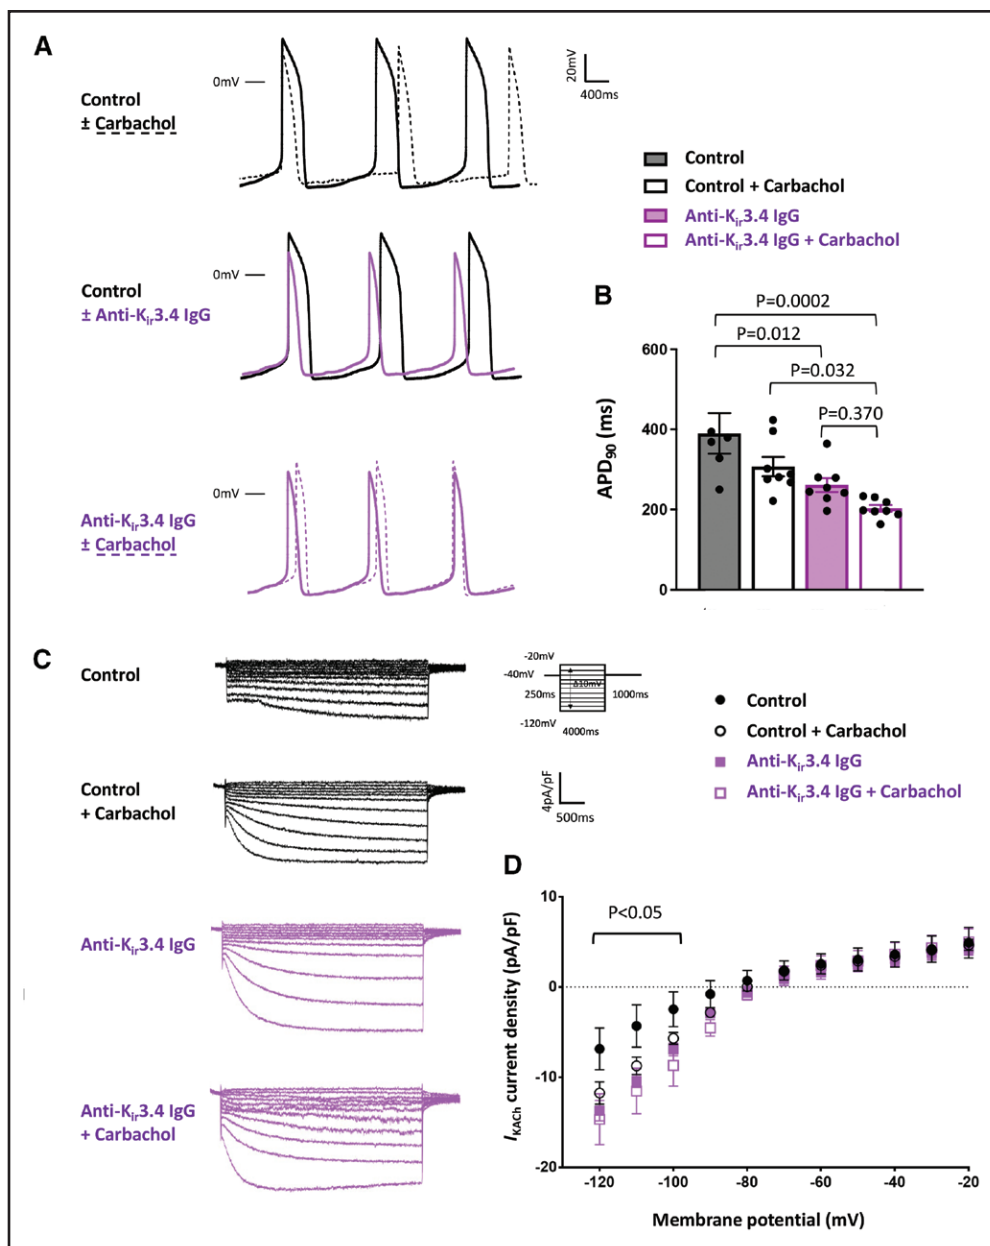 A
0mV
Control
± Carbachol
20mV
400ms
Control
Control + Carbachol
Anti-Kir3.4 IgG
Anti-Kir3.4 IgG + Carbachol
0mV
Control
± Anti-Kir3.4 IgG
0mV
Anti-Kir3.4 IgG
± Carbachol
B
P=0.0002
P=0.012
P=0.032
P=0.370
APD90 (ms)
600
400
200
0
C
Control
-20mV
-40mV
Δ10mV
250ms
1000ms
-120mV
4000ms
Control
+ Carbachol
4pA/pF
500ms
Control
Control + Carbachol
Anti-Kir3.4 IgG
Anti-Kir3.4 IgG + Carbachol
Anti-Kir3.4 IgG
Anti-Kir3.4 IgG
+ Carbachol
D
P<0.05
IKACh current density (pA/pF)
10
0
-10
-20
-120
-100
-80
-60
-40
-20
Membrane potential (mV)